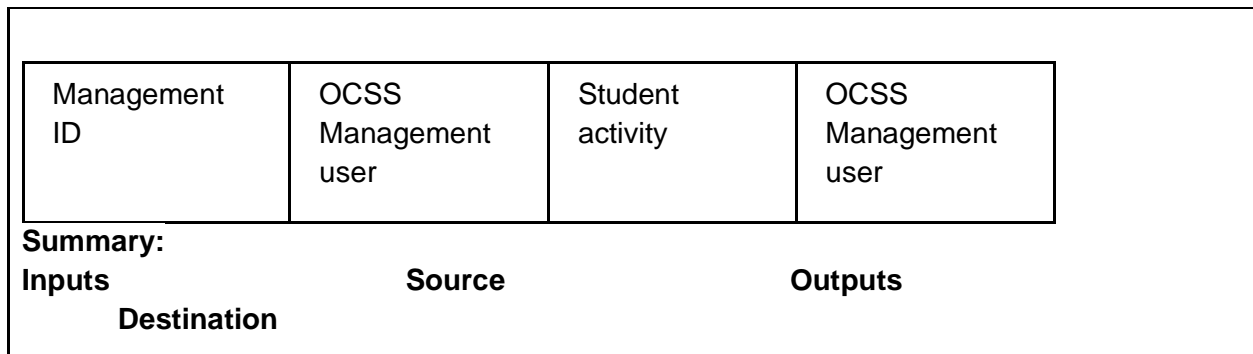 Management ID
OCSS Management user
Student activity
OCSS Management user
Summary:
Inputs Source Outputs
Destination